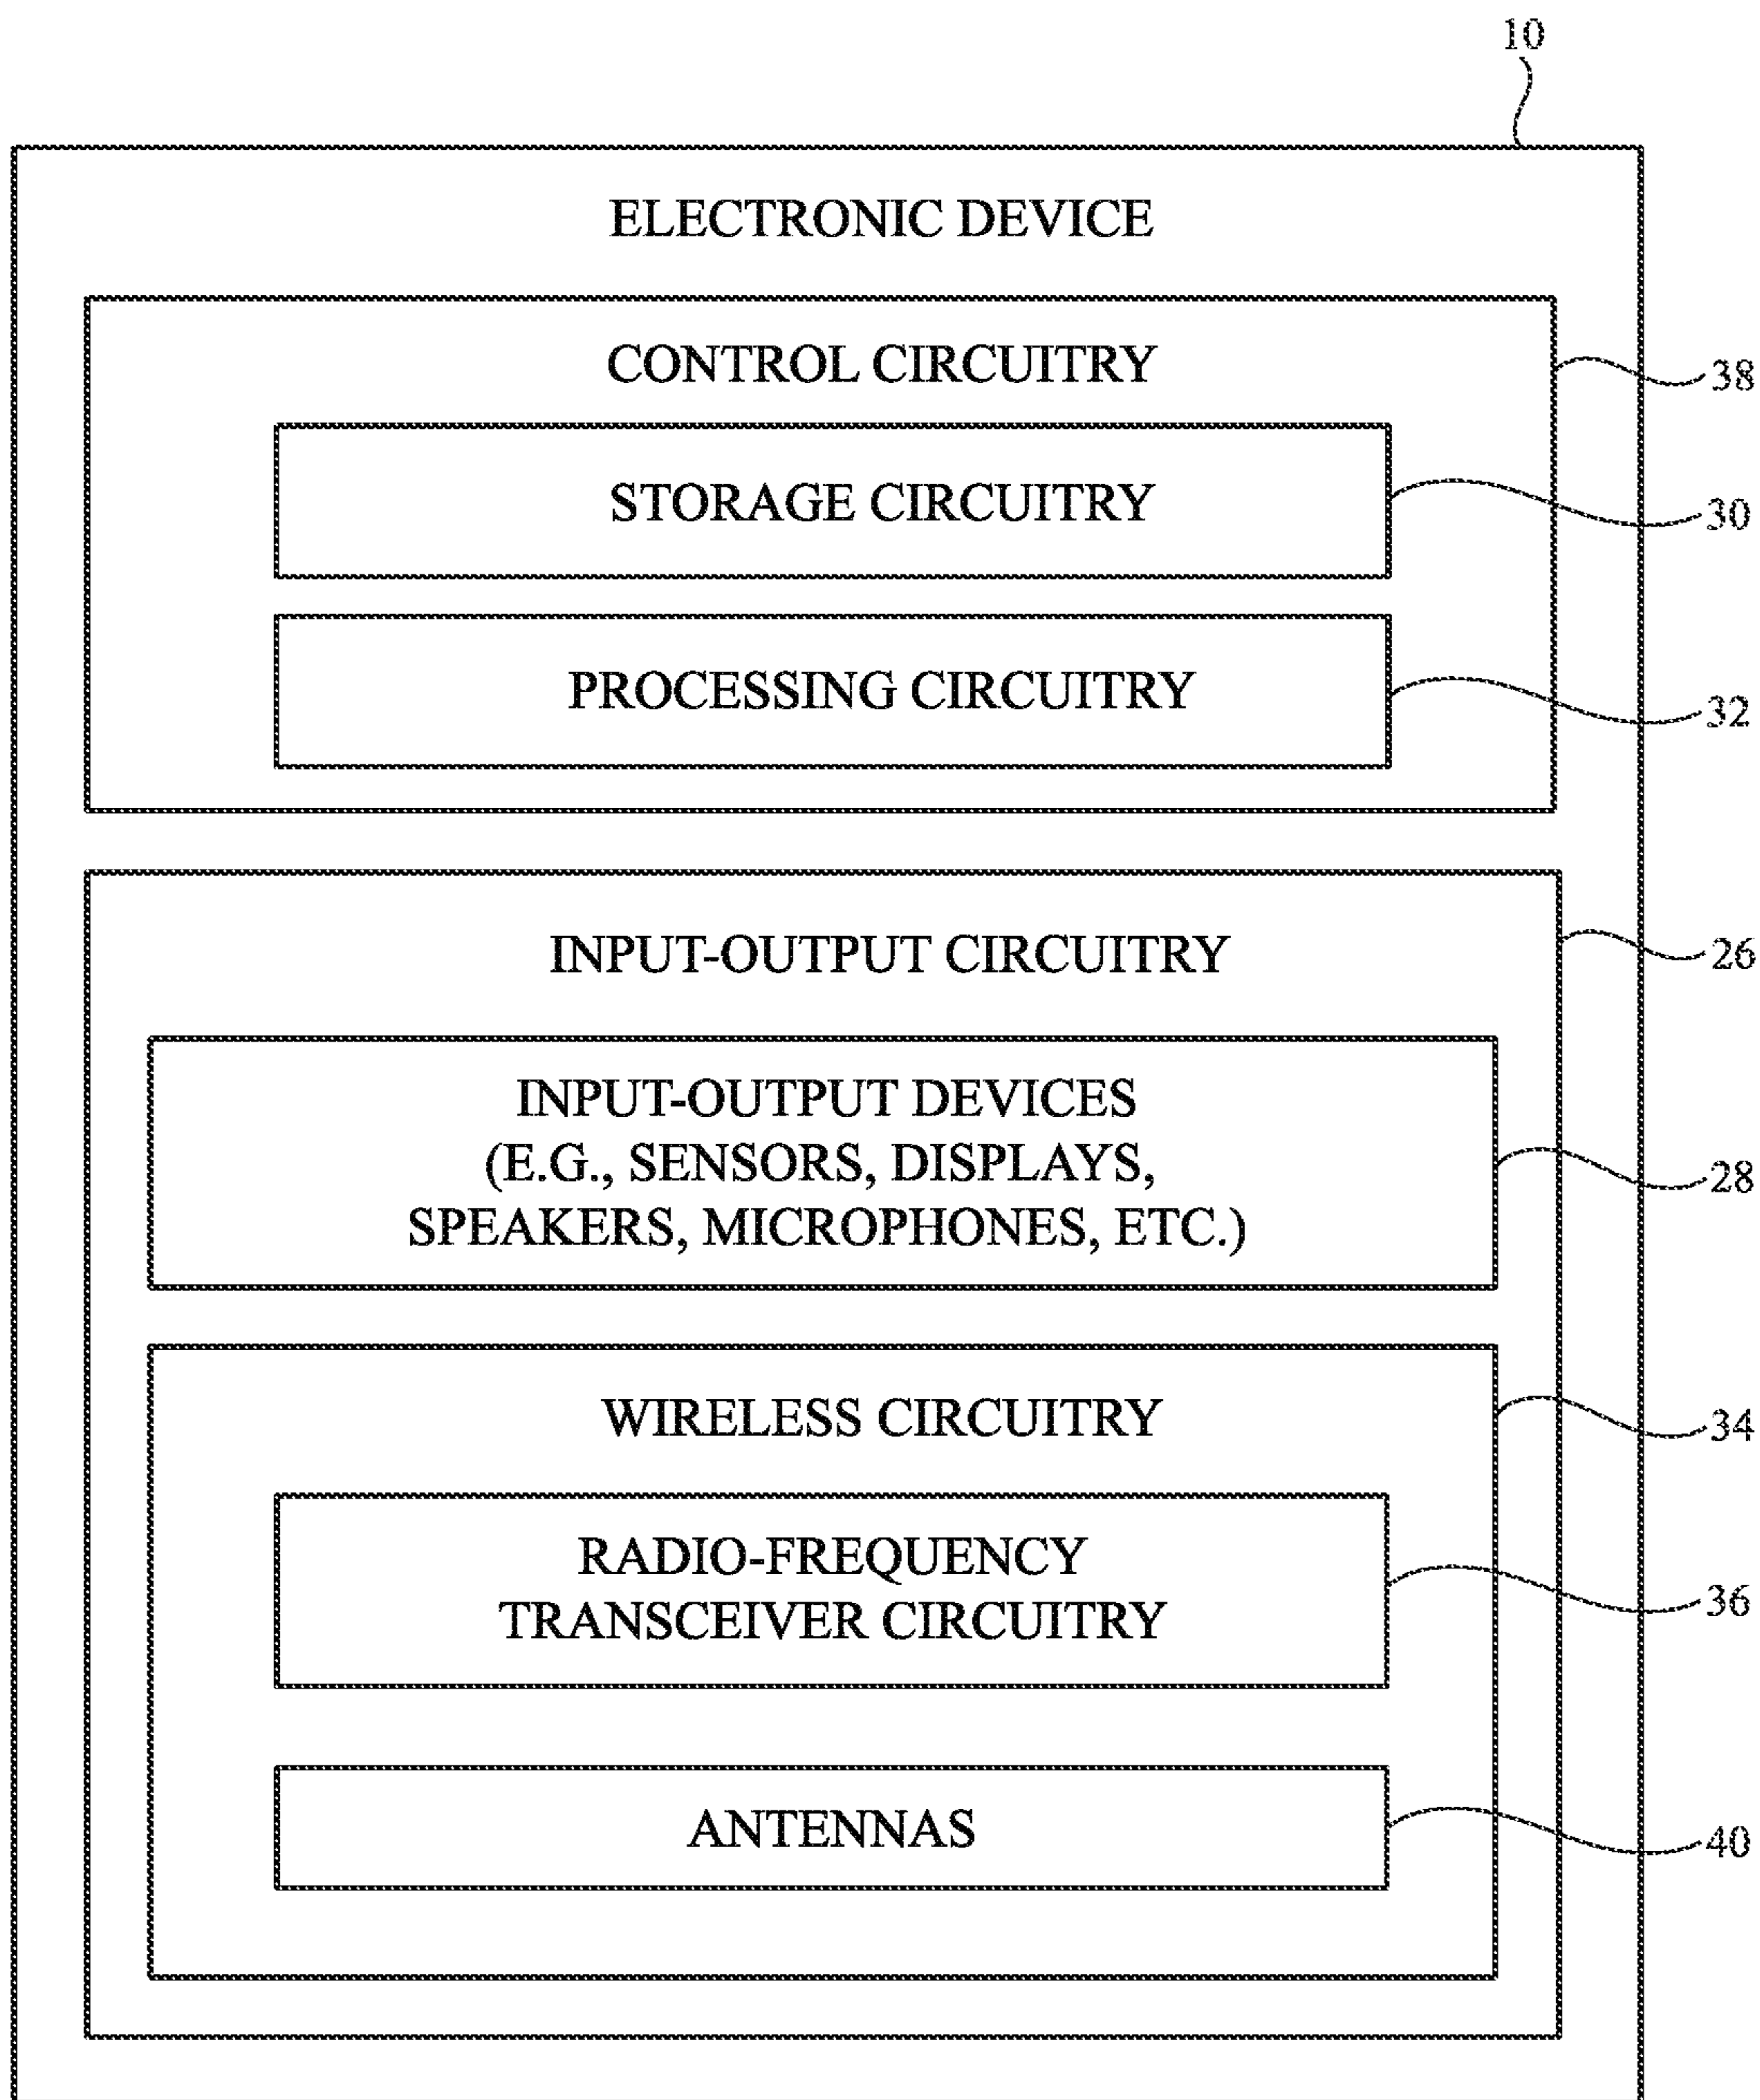 10
ELECTRONIC DEVICE
CONTROL CIRCUITRY
38
STORAGE CIRCUITRY
30
PROCESSING CIRCUITRY
32
INPUT-OUTPUT CIRCUITRY
26
INPUT-OUTPUT DEVICES
(E.G., SENSORS, DISPLAYS,
SPEAKERS, MICROPHONES, ETC.)
28
WIRELESS CIRCUITRY
34
RADIO-FREQUENCY
TRANSCEIVER CIRCUITRY
36
ANTENNAS
40